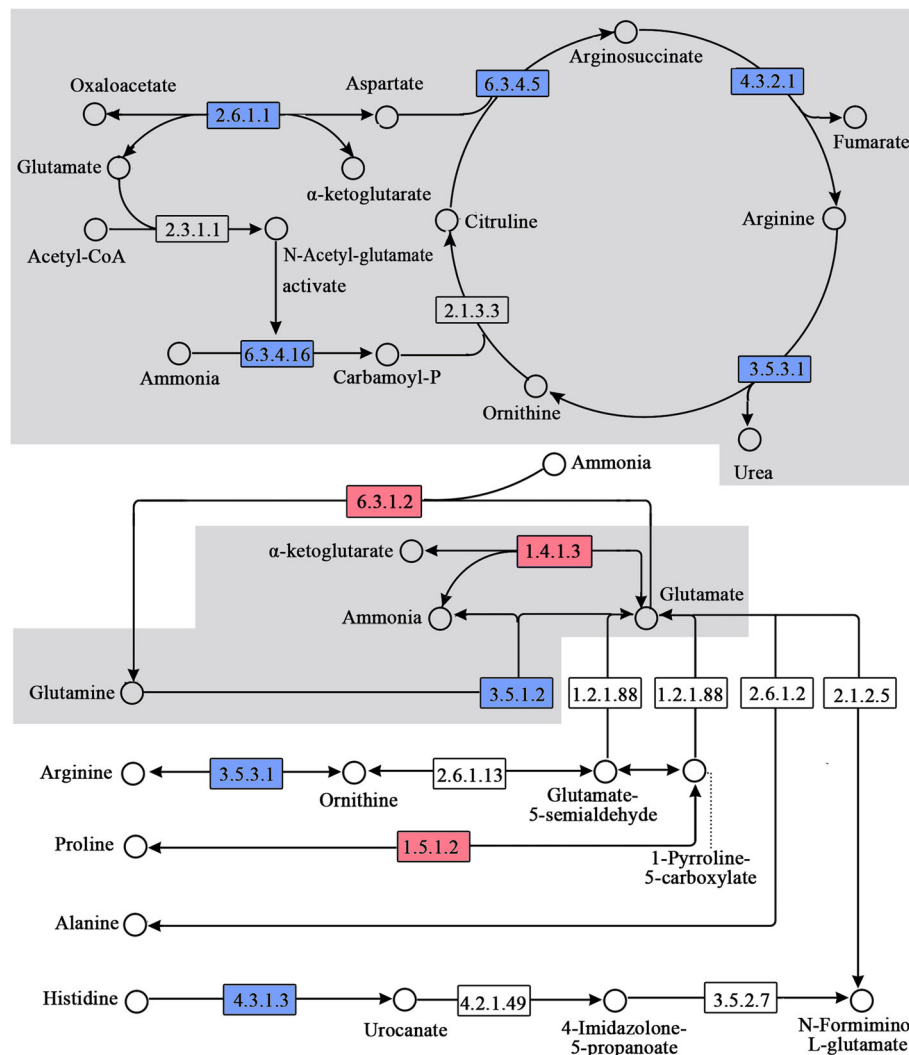 Arginosuccinate
6.3.4.5
4.3.2.1
Oxaloacetate
Aspartate
2.6.1.1
Fumarate
Glutamate
α-ketoglutarate
Citruline
Arginine
2.3.1.1
Acetyl-CoA
N-Acetyl-glutamate
activate
2.1.3.3
6.3.4.16
3.5.3.1
Ammonia
Carbamoyl-P
Ornithine
Urea
Ammonia
6.3.1.2
α-ketoglutarate
1.4.1.3
Glutamate
Ammonia
Glutamine
3.5.1.2
1.2.1.88
1.2.1.88
2.6.1.2
2.1.2.5
Arginine
3.5.3.1
2.6.1.13
Ornithine
Glutamate-
5-semialdehyde
Proline
1.5.1.2
1-Pyrroline-
5-carboxylate
Alanine
Histidine
4.3.1.3
4.2.1.49
3.5.2.7
Urocanate
4-Imidazolone-
5-propanoate
N-Formimino
L-glutamate